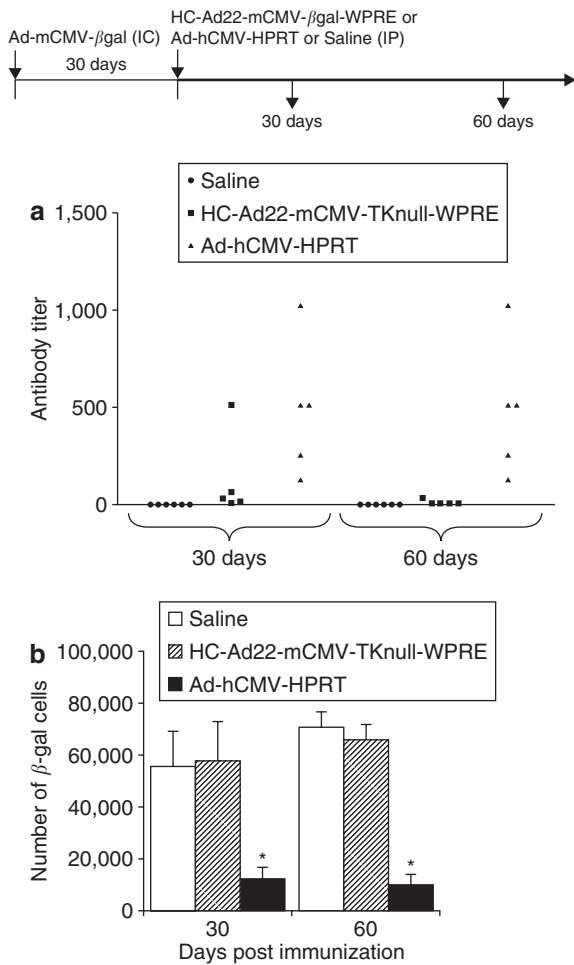 HC-Ad22-mCMV-βgal-WPRE or
Ad-mCMV-βgal (IC)
Ad-hCMV-HPRT or Saline (IP)
30 days
30 days
60 days
Saline
HC-Ad22-mCMV-TKnull-WPRE
Ad-hCMV-HPRT
a
1,500
1,000
500
0
Antibody titer
30 days
60 days
Saline
HC-Ad22-mCMV-TKnull-WPRE
Ad-hCMV-HPRT
b
100,000
80,000
60,000
40,000
20,000
0
Number of β-gal cells
*
*
30
60
Days post immunization